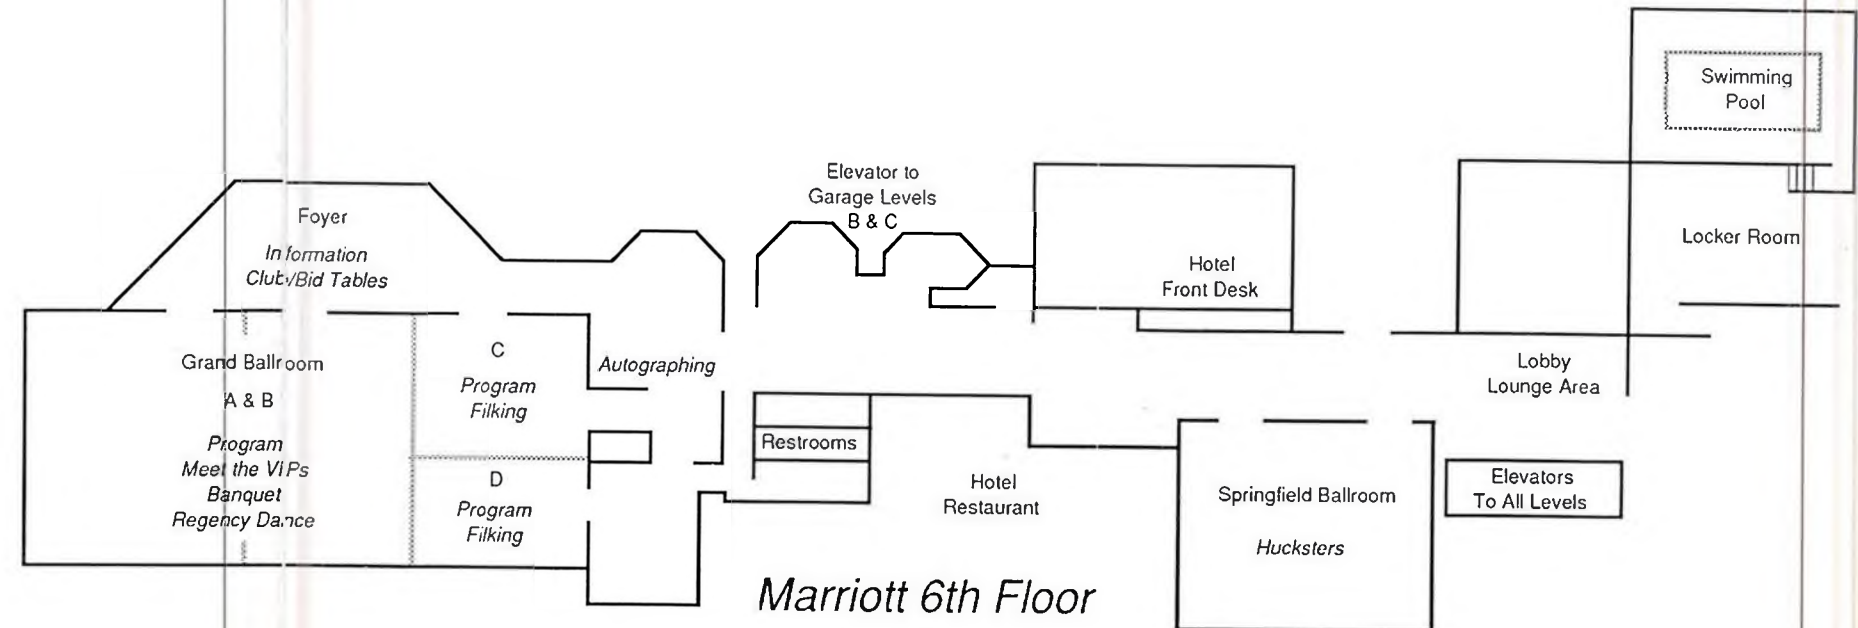 Swimming
Pool
Elevator to
Garage Levels
B & C
Foyer
Information
Club/Bid Tables
Locker Room
Hotel
Front Desk
Grand Ballroom
A & B
Program
Meet the VIPs
Banquet
Regency Dance
C
Program
Filking
Autographing
Lobby
Lounge Area
Restrooms
D
Program
Filking
Hotel
Restaurant
Springfield Ballroom
Hucksters
Elevators
To All Levels
Marriott 6th Floor